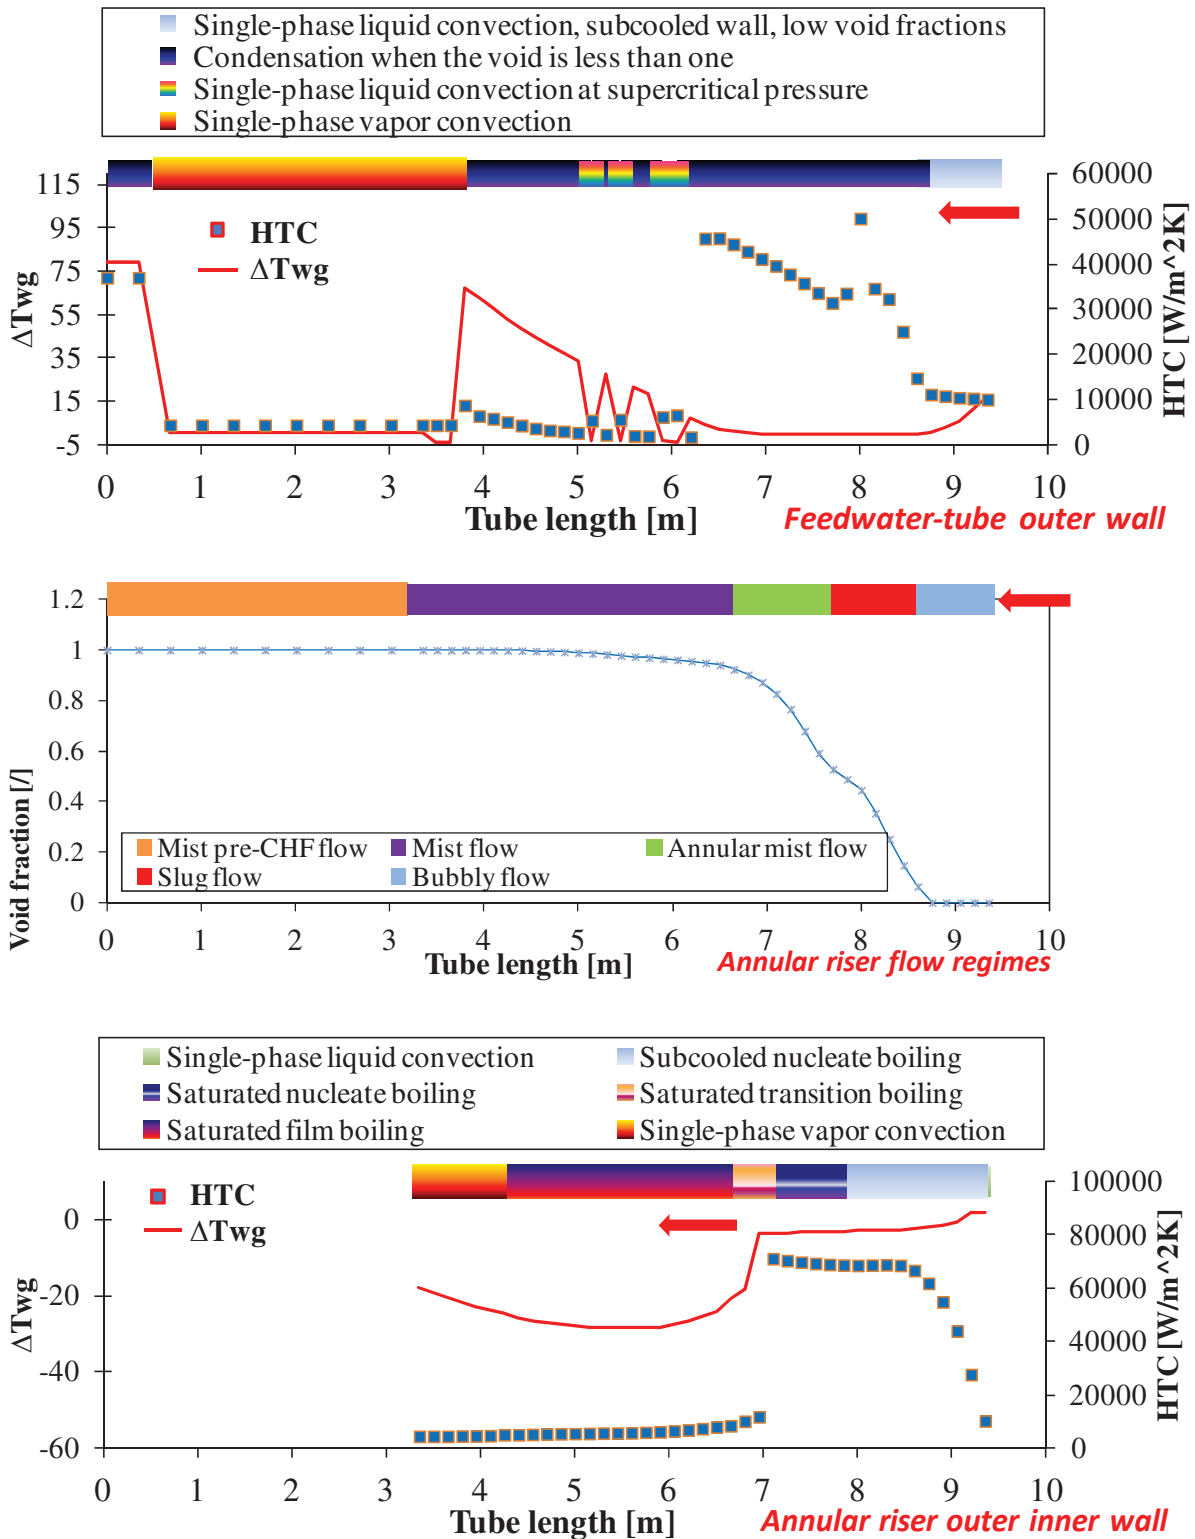 Single-phase liquid convection, subcooled wall, low void fractions
Condensation when the void is less than one
Single-phase liquid convection at supercritical pressure
Single-phase vapor convection
115
95
75
55
35
15
-5
ΔTwg
HTC
ΔTwg
60000
50000
40000
30000
20000
10000
0
HTC [W/m^2K]
0 1 2 3 4 5 6 7 8 9 10
Tube length [m]
Feedwater-tube outer wall
1.2
1
0.8
0.6
0.4
0.2
0
Void fraction [/]
Mist pre-CHF flow Mist flow Annular mist flow
Slug flow Bubbly flow
0 1 2 3 4 5 6 7 8 9 10
Tube length [m]
Annular riser flow regimes
Single-phase liquid convection Subcooled nucleate boiling
Saturated nucleate boiling Saturated transition boiling
Saturated film boiling Single-phase vapor convection
HTC
ΔTwg
0
-20
-40
-60
ΔTwg
100000
80000
60000
40000
20000
0
HTC [W/m^2K]
0 1 2 3 4 5 6 7 8 9 10
Tube length [m]
Annular riser outer inner wall